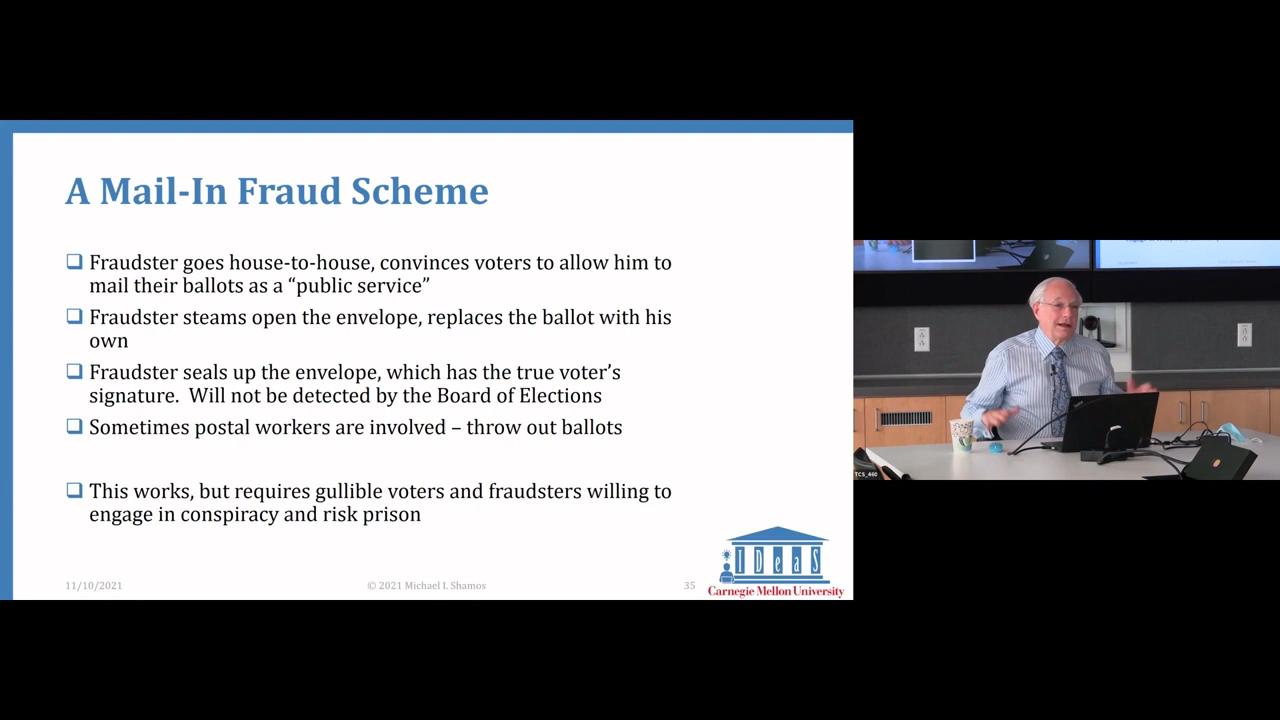 A Mail-In Fraud Scheme
Fraudster goes house-to-house, convinces voters to allow him to
mail their ballots as a “public service”
Fraudster steams open the envelope, replaces the ballot with his
own
Fraudster seals up the envelope, which has the true voter’s
signature.  Will not be detected by the Board of Elections
Sometimes postal workers are involved – throw out ballots
This works, but requires gullible voters and fraudsters willing to
engage in conspiracy and risk prison
11/10/2021
© 2021 Michael I. Shamos
35
IDeaS
Carnegie Mellon University
TCS_460